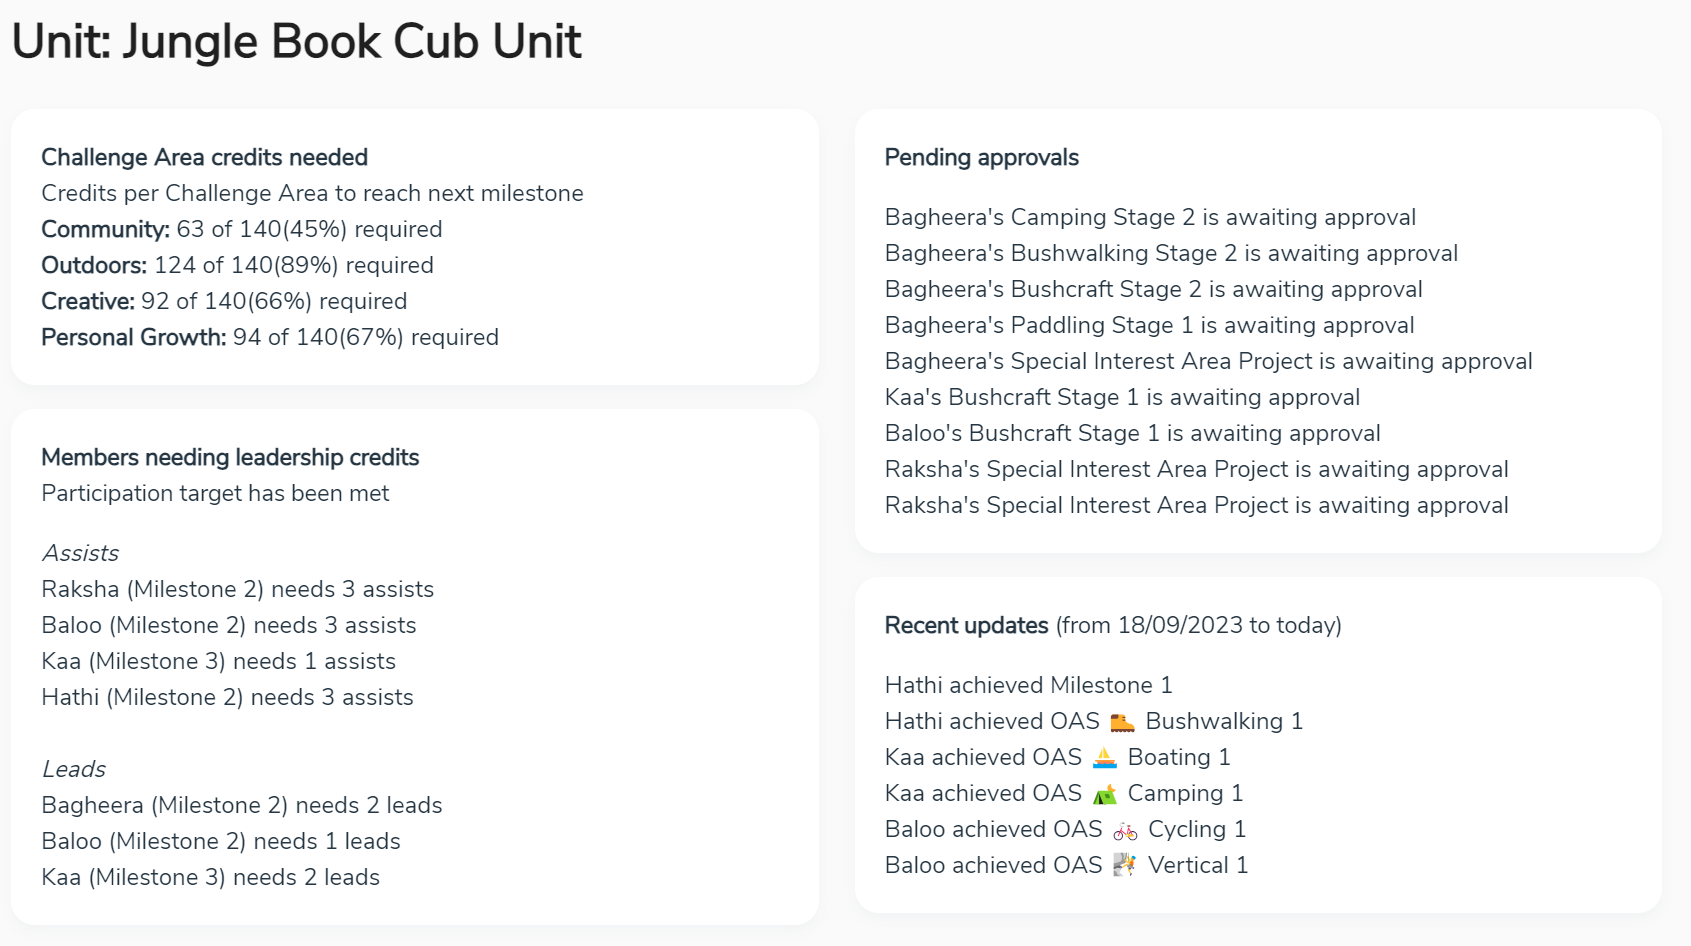 Unit: Jungle Book Cub Unit
Challenge Area credits needed
Credits per Challenge Area to reach next milestone
Community: 63 of 140(45%) required
Outdoors: 124 of 140(89%) required
Creative: 92 of 140(66%) required
Personal Growth: 94 of 140(67%) required
Members needing leadership credits
Participation target has been met
Assists
Raksha (Milestone 2) needs 3 assists
Baloo (Milestone 2) needs 3 assists
Kaa (Milestone 3) needs 1 assists
Hathi (Milestone 2) needs 3 assists
Leads
Bagheera (Milestone 2) needs 2 leads
Baloo (Milestone 2) needs 1 leads
Kaa (Milestone 3) needs 2 leads
Pending approvals
Bagheera's Camping Stage 2 is awaiting approval
Bagheera's Bushwalking Stage 2 is awaiting approval
Bagheera's Bushcraft Stage 2 is awaiting approval
Bagheera's Paddling Stage 1 is awaiting approval
Bagheera's Special Interest Area Project is awaiting approval
Kaa's Bushcraft Stage 1 is awaiting approval
Baloo's Bushcraft Stage 1 is awaiting approval
Raksha's Special Interest Area Project is awaiting approval
Raksha's Special Interest Area Project is awaiting approval
Recent updates (from 18/09/2023 to today)
Hathi achieved Milestone 1
Hathi achieved OAS 🥾 Bushwalking 1
Kaa achieved OAS ⛵ Boating 1
Kaa achieved OAS 🏕 Camping 1
Baloo achieved OAS 🚲 Cycling 1
Baloo achieved OAS 🧗 Vertical 1